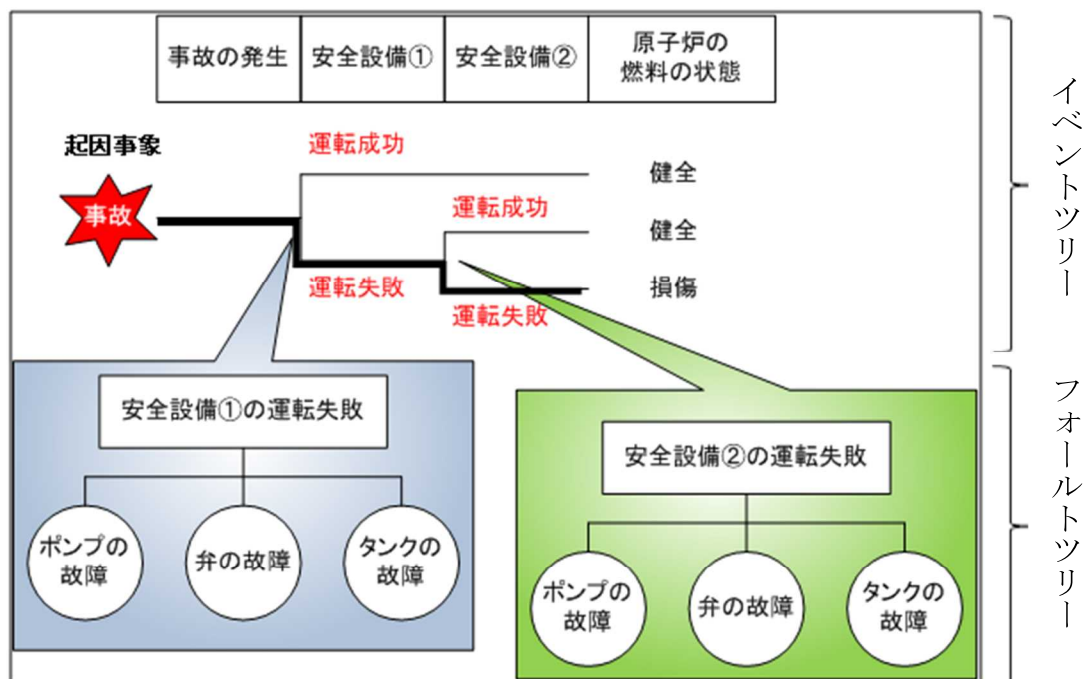 事故の発生
安全設備①
安全設備②
原子炉の
燃料の状態
起因事象
事故
運転成功
健全
運転成功
健全
運転失敗
損傷
運転失敗
イベントツリー
安全設備①の運転失敗
ポンプの
故障
弁の故障
タンクの
故障
安全設備②の運転失敗
ポンプの
故障
弁の故障
タンクの
故障
フォールトツリー